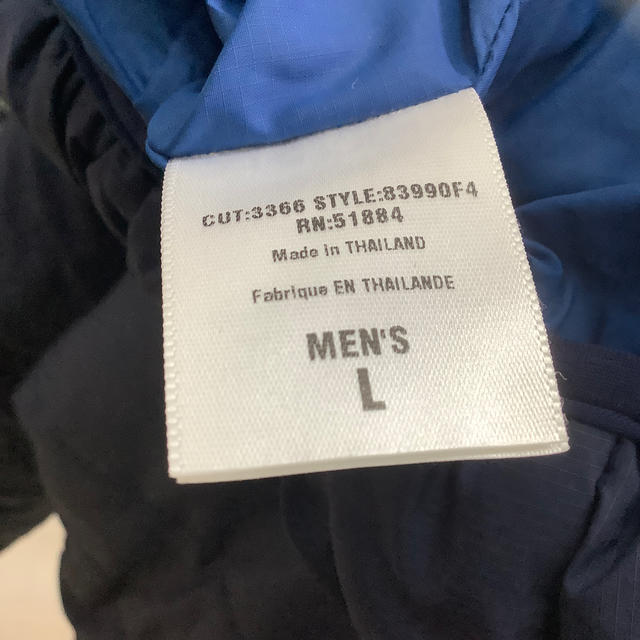 CUT:3366 STYLE:83990F4
RN:51884
Made in THAILAND
Fabrique EN THAILANDE
MEN'S
L